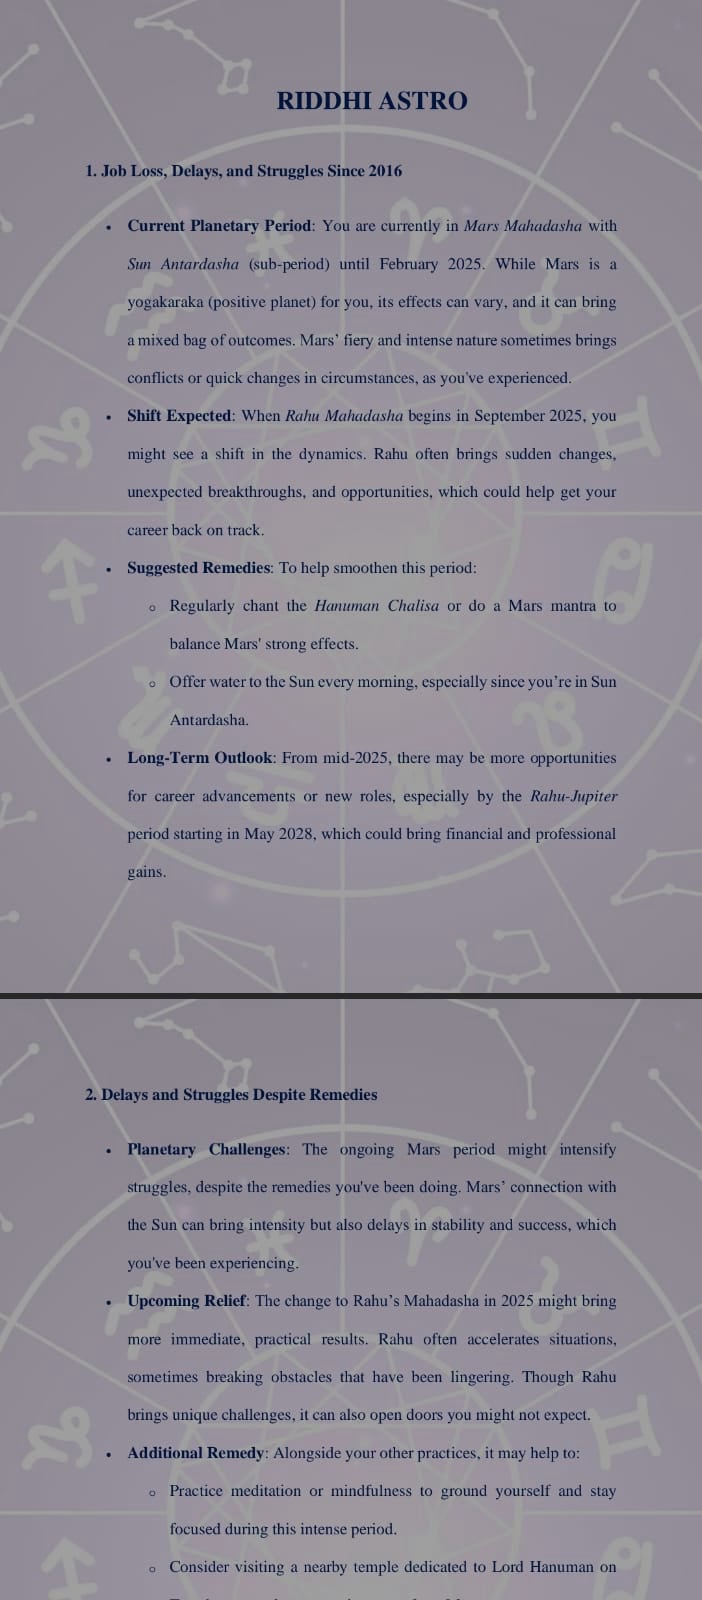 RIDDHI ASTRO
1. Job Loss, Delays, and Struggles Since 2016
• Current Planetary Period: You are currently in Mars Mahadasha with
Sun Antardasha (sub-period) until February 2025. While Mars is a
yogakaraka (positive planet) for you, its effects can vary, and it can bring
a mixed bag of outcomes. Mars’ fiery and intense nature sometimes brings
conflicts or quick changes in circumstances, as you've experienced.
• Shift Expected: When Rahu Mahadasha begins in September 2025, you
might see a shift in the dynamics. Rahu often brings sudden changes,
unexpected breakthroughs, and opportunities, which could help get your
career back on track.
• Suggested Remedies: To help smoothen this period:
o Regularly chant the Hanuman Chalisa or do a Mars mantra to
balance Mars' strong effects.
o Offer water to the Sun every morning, especially since you’re in Sun
Antardasha.
• Long-Term Outlook: From mid-2025, there may be more opportunities
for career advancements or new roles, especially by the Rahu-Jupiter
period starting in May 2028, which could bring financial and professional
gains.
2. Delays and Struggles Despite Remedies
• Planetary Challenges: The ongoing Mars period might intensify
struggles, despite the remedies you've been doing. Mars’ connection with
the Sun can bring intensity but also delays in stability and success, which
you've been experiencing.
• Upcoming Relief: The change to Rahu’s Mahadasha in 2025 might bring
more immediate, practical results. Rahu often accelerates situations,
sometimes breaking obstacles that have been lingering. Though Rahu
brings unique challenges, it can also open doors you might not expect.
• Additional Remedy: Alongside your other practices, it may help to:
o Practice meditation or mindfulness to ground yourself and stay
focused during this intense period.
o Consider visiting a nearby temple dedicated to Lord Hanuman on